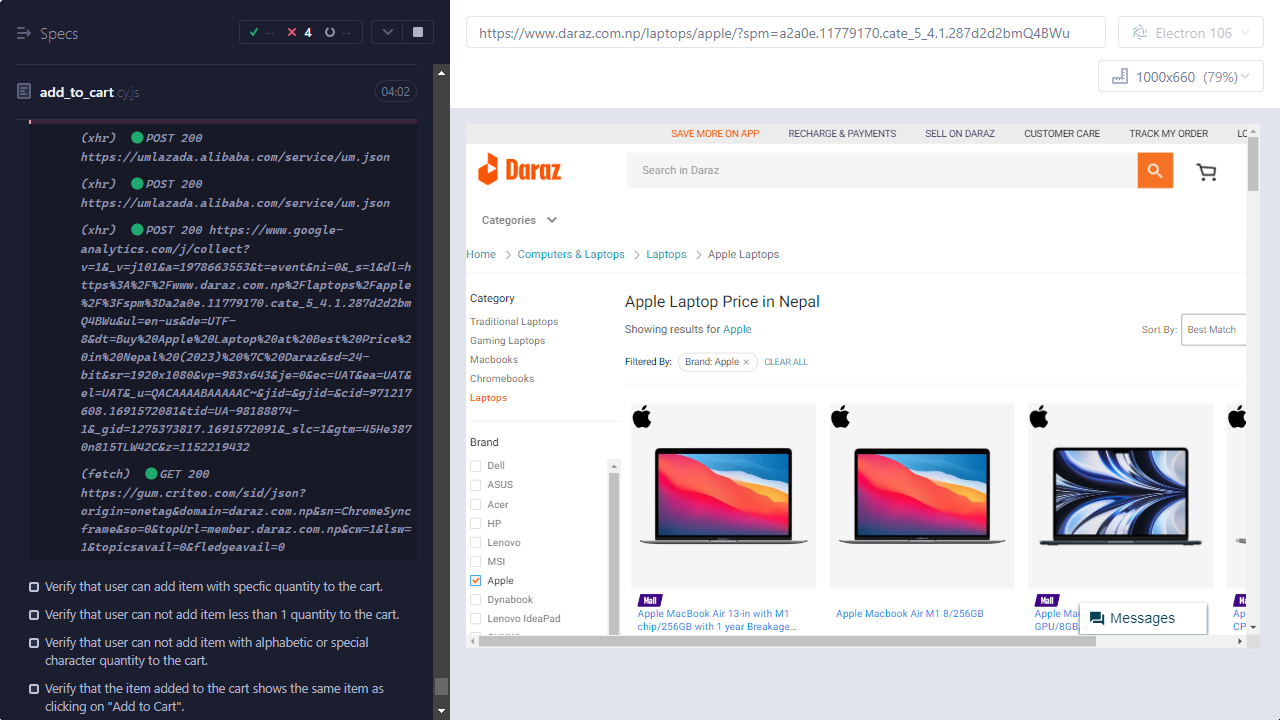 Specs
-- 4 --
add_to_cart.cy.js
04:02
(xhr) POST 200
https://umlazada.alibaba.com/service/um.json
(xhr) POST 200
https://umlazada.alibaba.com/service/um.json
(xhr) POST 200 https://www.google-
analytics.com/j/collect?
v=1&_v=j101&a=1978663553&t=event&ni=0&_s=1&dl=h
ttps%3A%2F%2Fwww.daraz.com.np%2Flaptops%2Fapple
%2F%3Fspm%3Da2a0e.11779170.cate_5_4.1.287d2d2bm
Q4BWu&ul=en-us&de=UTF-
8&dt=Buy%20Apple%20Laptop%20at%20Best%20Price%2
0in%20Nepal%20(2023)%20%7C%20Daraz&sd=24-
bit&sr=1920x1080&vp=983x643&je=0&ec=UAT&ea=UAT&
el=UAT&_u=QACAAAABAAAAAC~&jid=&gjid=&cid=971217
608.1691572081&tid=UA-98188874-
1&_gid=1275373817.1691572091&_slc=1&gtm=45He387
0n815TLW42C&z=1152219432
(fetch) GET 200
https://gum.criteo.com/sid/json?
origin=onetag&domain=daraz.com.np&sn=ChromeSync
frame&so=0&topUrl=member.daraz.com.np&cw=1&lsw=
1&topicsavail=0&fledgeavail=0
Verify that user can add item with specfic quantity to the cart.
Verify that user can not add item less than 1 quantity to the cart.
Verify that user can not add item with alphabetic or special
character quantity to the cart.
Verify that the item added to the cart shows the same item as
clicking on "Add to Cart".
https://www.daraz.com.np/laptops/apple/?spm=a2a0e.11779170.cate_5_4.1.287d2d2bmQ4BWu
Electron 106
1000x660 (79%)
SAVE MORE ON APP RECHARGE & PAYMENTS SELL ON DARAZ CUSTOMER CARE TRACK MY ORDER LO
Daraz
Search in Daraz
Categories
Home Computers & Laptops Laptops Apple Laptops
Category
Traditional Laptops
Gaming Laptops
Macbooks
Chromebooks
Laptops
Brand
Dell
ASUS
Acer
HP
Lenovo
MSI
Apple
Dynabook
Lenovo IdeaPad
Apple Laptop Price in Nepal
Showing results for Apple
Sort By: Best Match
Filtered By: Brand: Apple × CLEAR ALL
Mall
Apple MacBook Air 13-in with M1
chip/256GB with 1 year Breakage...
Apple Macbook Air M1 8/256GB
Mall
Apple Ma
GPU/8GB
M
Ap
CP
Messages